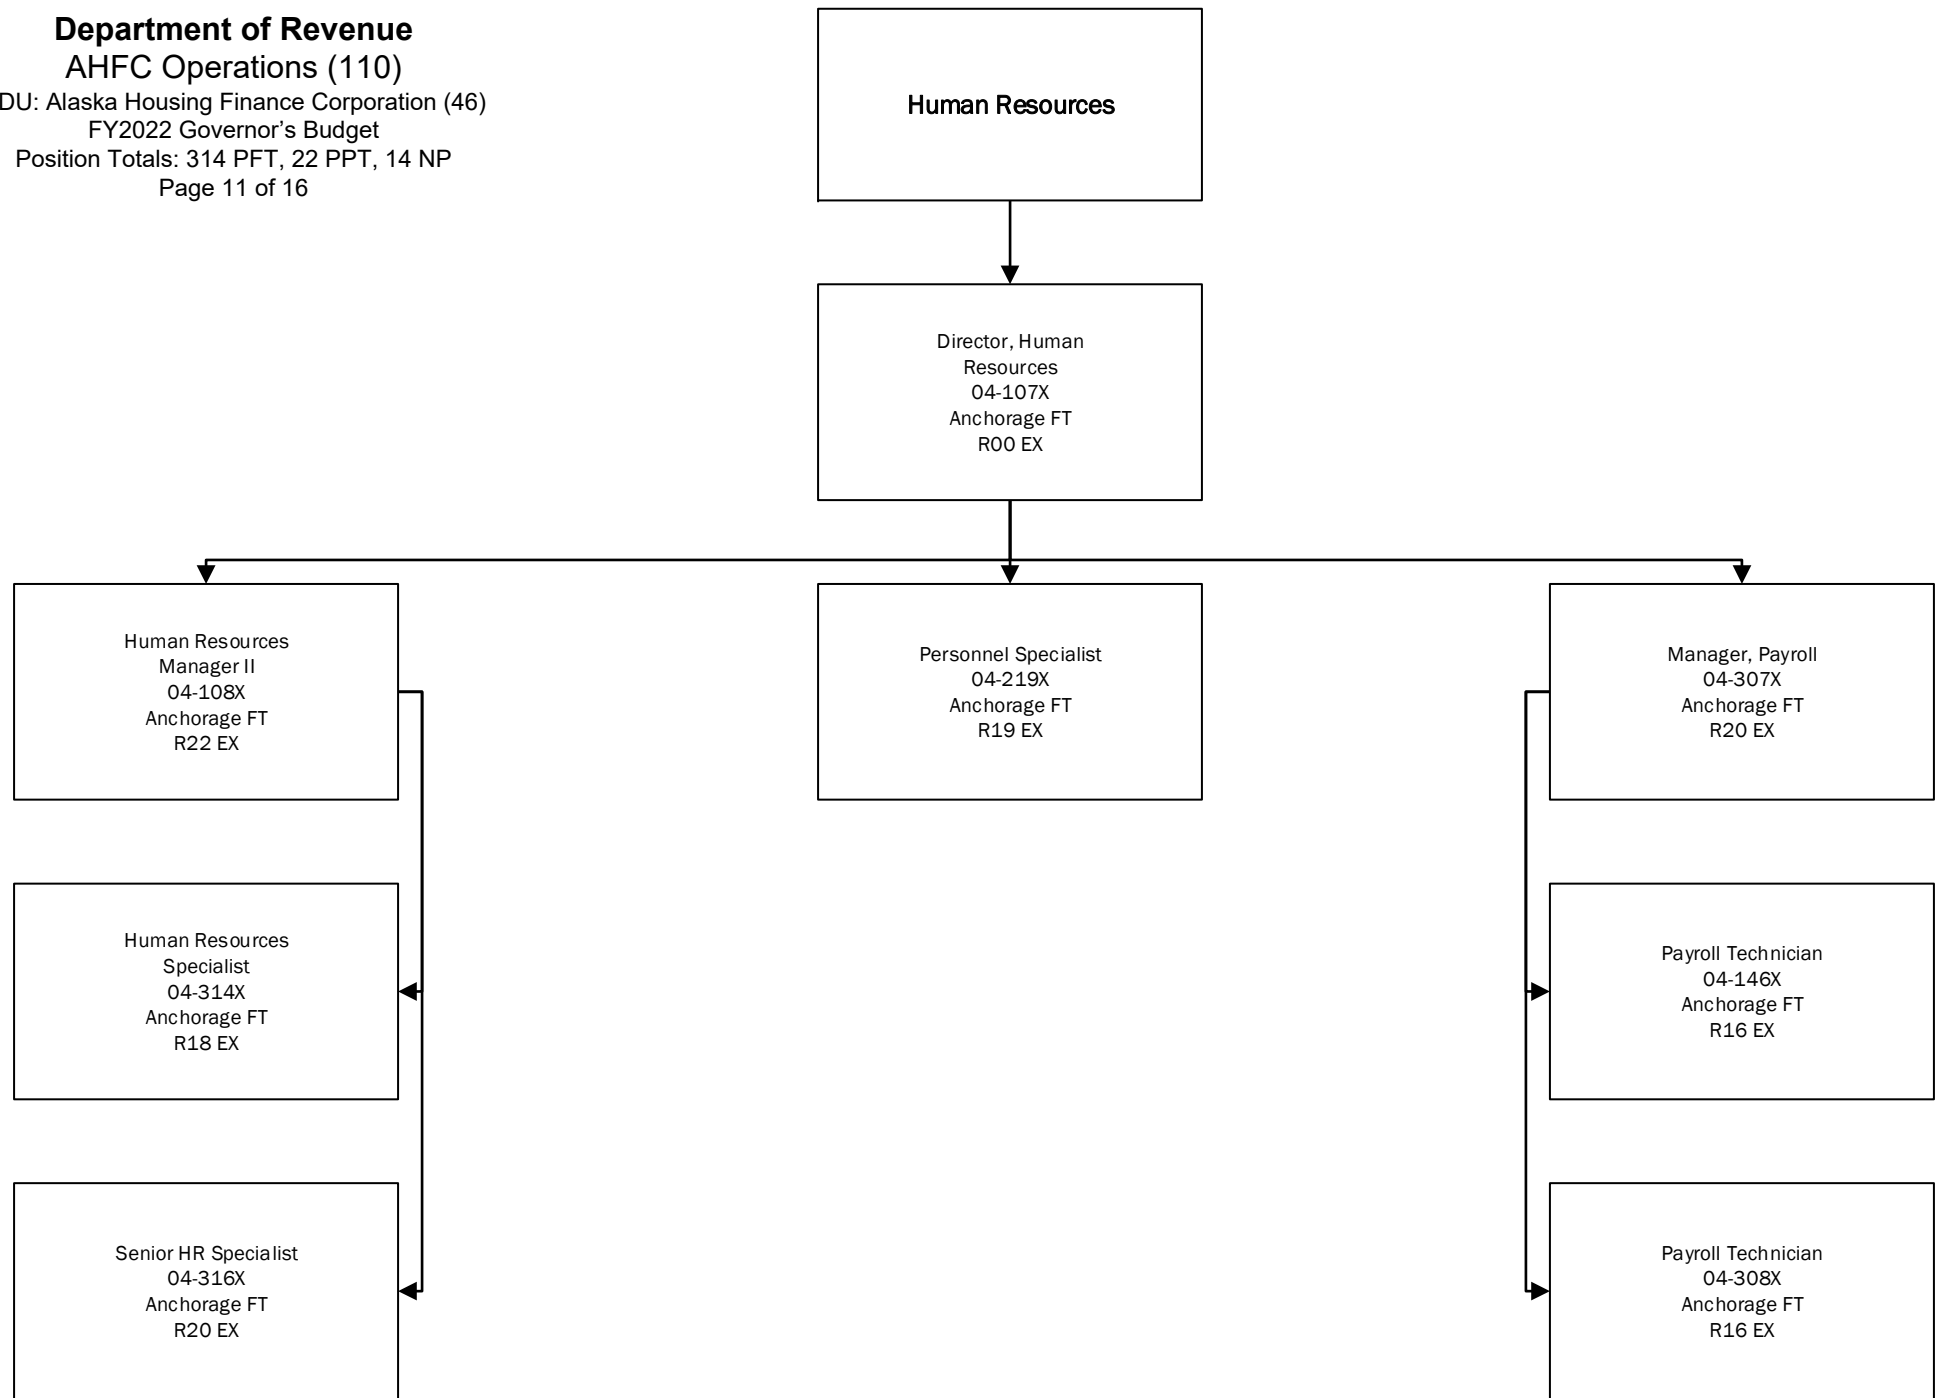 Department of Revenue
AHFC Operations (110)
DU: Alaska Housing Finance Corporation (46)
FY2022 Governor's Budget
Position Totals: 314 PFT, 22 PPT, 14 NP
Page 11 of 16
Human Resources
Director, Human
Resources
04-107X
Anchorage FT
R00 EX
Human Resources
Manager II
04-108X
Anchorage FT
R22 EX
Personnel Specialist
04-219X
Anchorage FT
R19 EX
Manager, Payroll
04-307X
Anchorage FT
R20 EX
Human Resources
Specialist
04-314X
Anchorage FT
R18 EX
Payroll Technician
04-146X
Anchorage FT
R16 EX
Senior HR Specialist
04-316X
Anchorage FT
R20 EX
Payroll Technician
04-308X
Anchorage FT
R16 EX